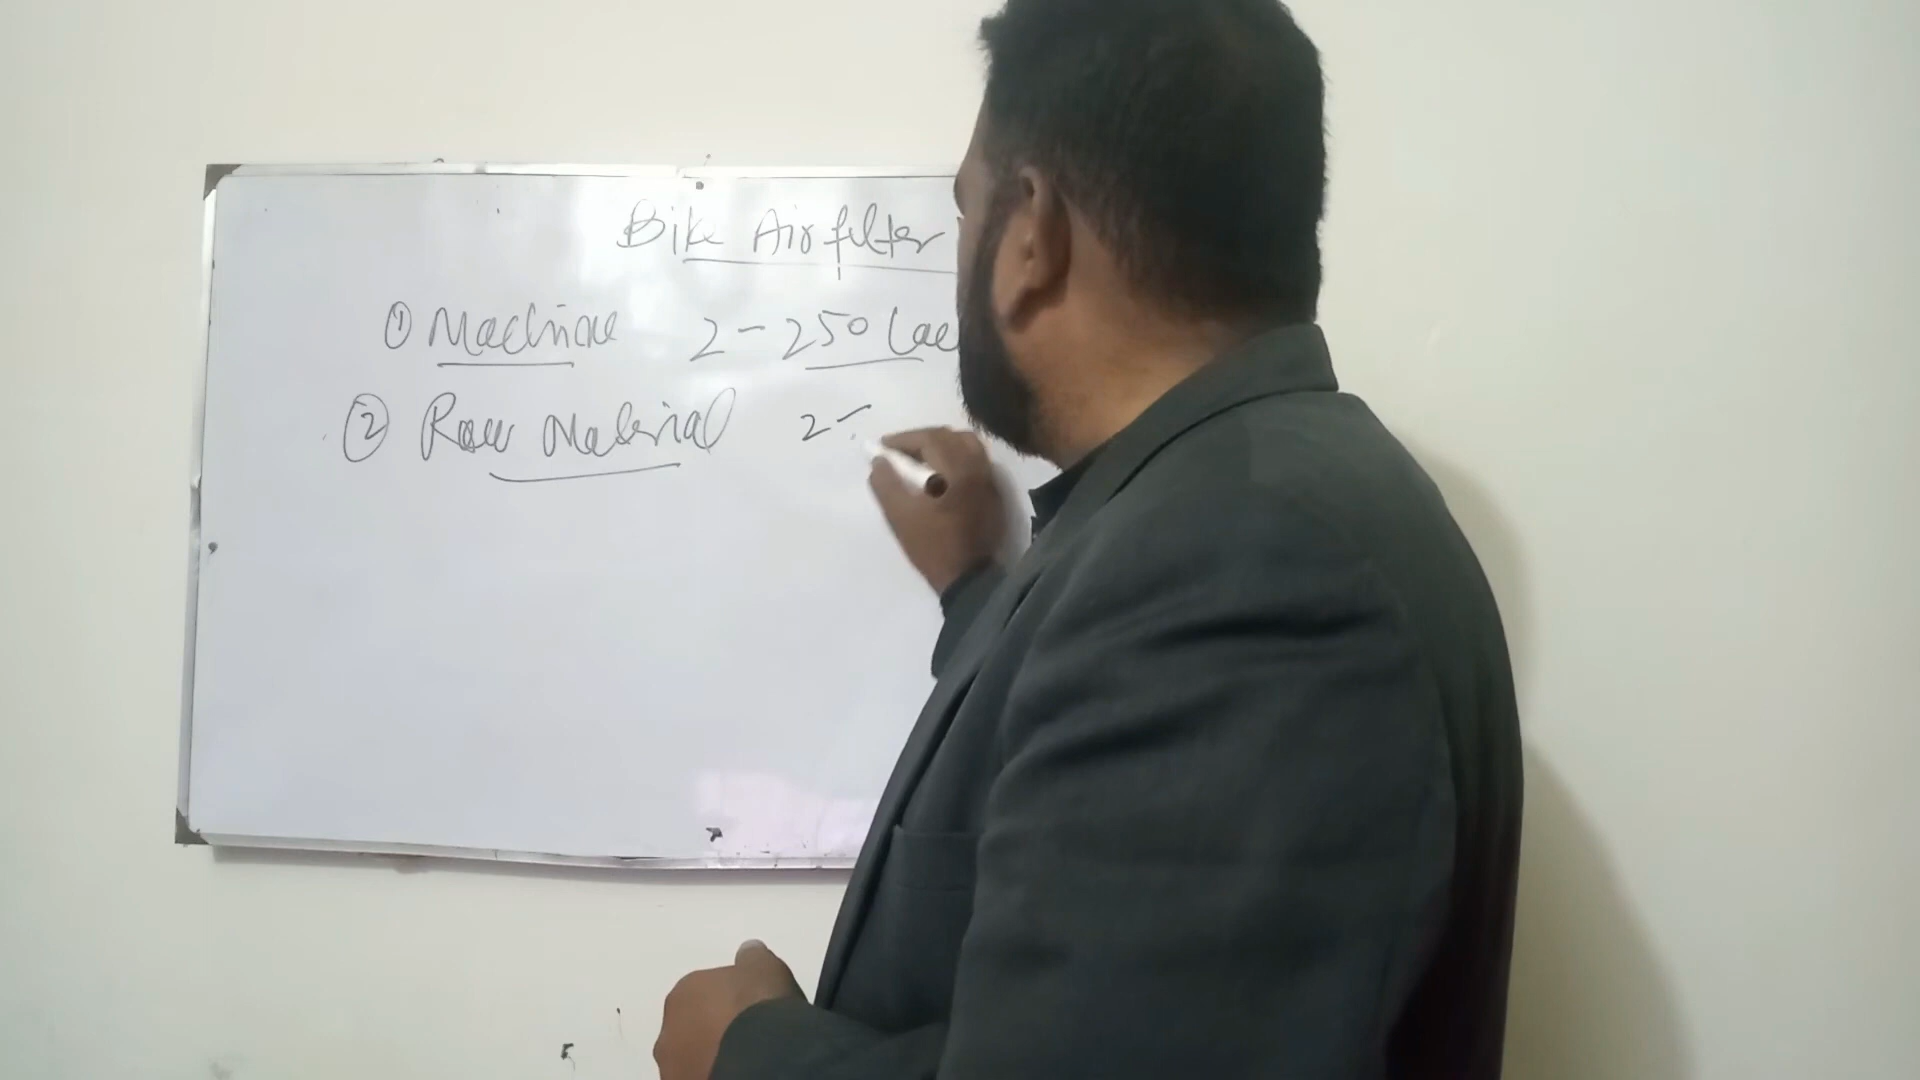 Bike Air filter
① Machine 2 - 250 Lac
② Raw Material 2 -